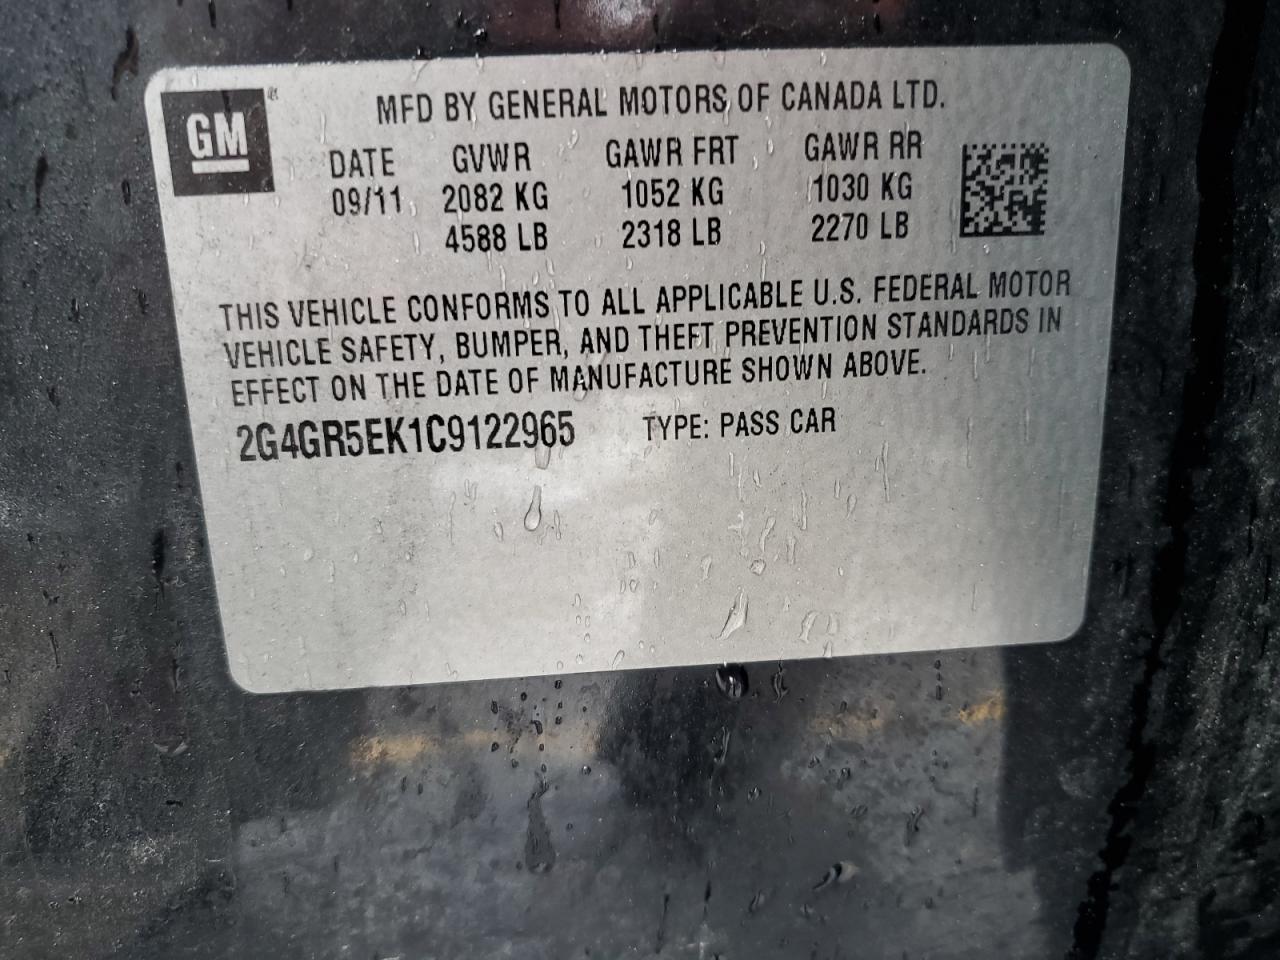 GM
MFD BY GENERAL MOTORS OF CANADA LTD.
DATE GVWR GAWR FRT GAWR RR
09/11 2082 KG 1052 KG 1030 KG
4588 LB 2318 LB 2270 LB
THIS VEHICLE CONFORMS TO ALL APPLICABLE U.S. FEDERAL MOTOR
VEHICLE SAFETY, BUMPER, AND THEFT PREVENTION STANDARDS IN
EFFECT ON THE DATE OF MANUFACTURE SHOWN ABOVE.
2G4GR5EK1C9122965 TYPE: PASS CAR